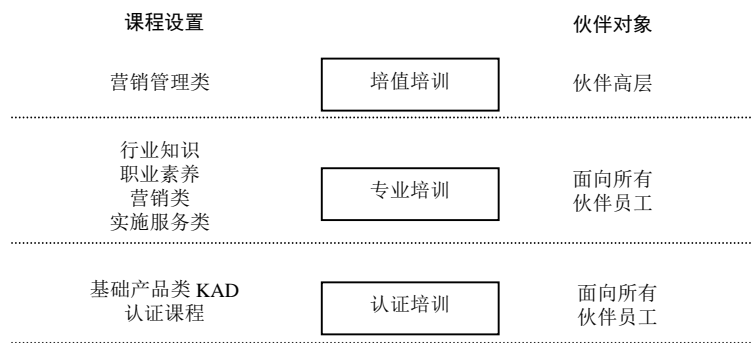 课程设置
伙伴对象
营销管理类
培值培训
伙伴高层
行业知识
职业素养
营销类
实施服务类
专业培训
面向所有
伙伴员工
基础产品类 KAD
认证课程
认证培训
面向所有
伙伴员工